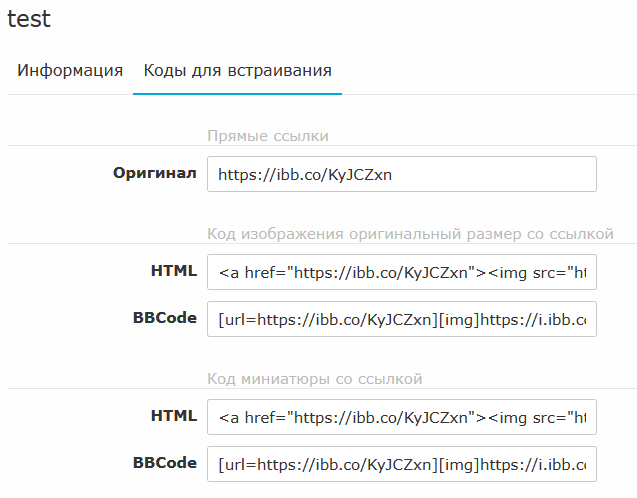 test
Информация Коды для встраивания
Прямые ссылки
Оригинал https://ibb.co/KyJCZxn
Код изображения оригинальный размер со ссылкой
HTML <a href="https://ibb.co/KyJCZxn"><img src="ht
BBCode [url=https://ibb.co/KyJCZxn][img]https://i.ibb.co
Код миниатюры со ссылкой
HTML <a href="https://ibb.co/KyJCZxn"><img src="ht
BBCode [url=https://ibb.co/KyJCZxn][img]https://i.ibb.co